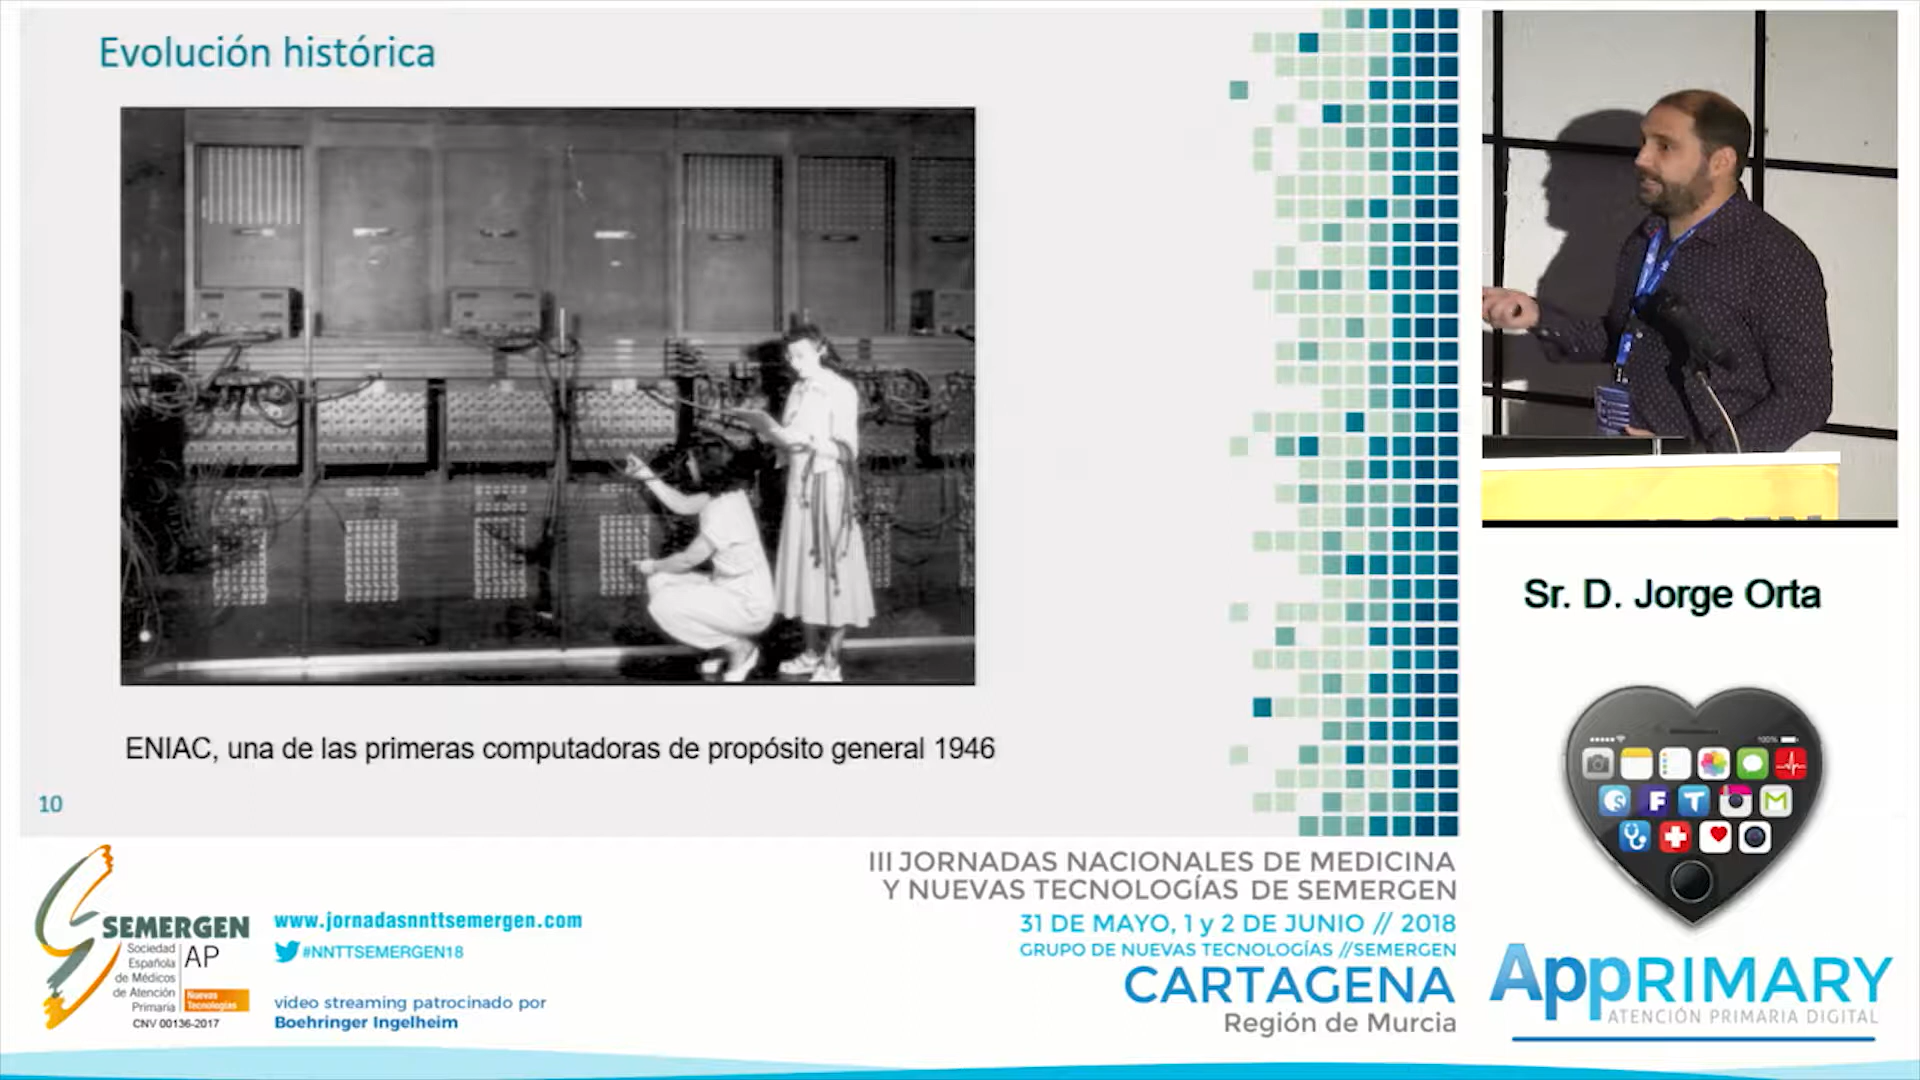 Evolución histórica
ENIAC, una de las primeras computadoras de propósito general 1946
10
Sr. D. Jorge Orta
100%
SEMERGEN
Sociedad
Española
de Médicos
de Atención
Primaria
AP
Nuevas
Tecnologías
CNV 00136-2017
www.jornadasnnttsemergen.com
#NNTTSEMERGEN18
video streaming patrocinado por
Boehringer Ingelheim
III JORNADAS NACIONALES DE MEDICINA
Y NUEVAS TECNOLOGÍAS DE SEMERGEN
31 DE MAYO, 1 y 2 DE JUNIO // 2018
GRUPO DE NUEVAS TECNOLOGÍAS //SEMERGEN
CARTAGENA
Región de Murcia
AppRIMARY
ATENCIÓN PRIMARIA DIGITAL